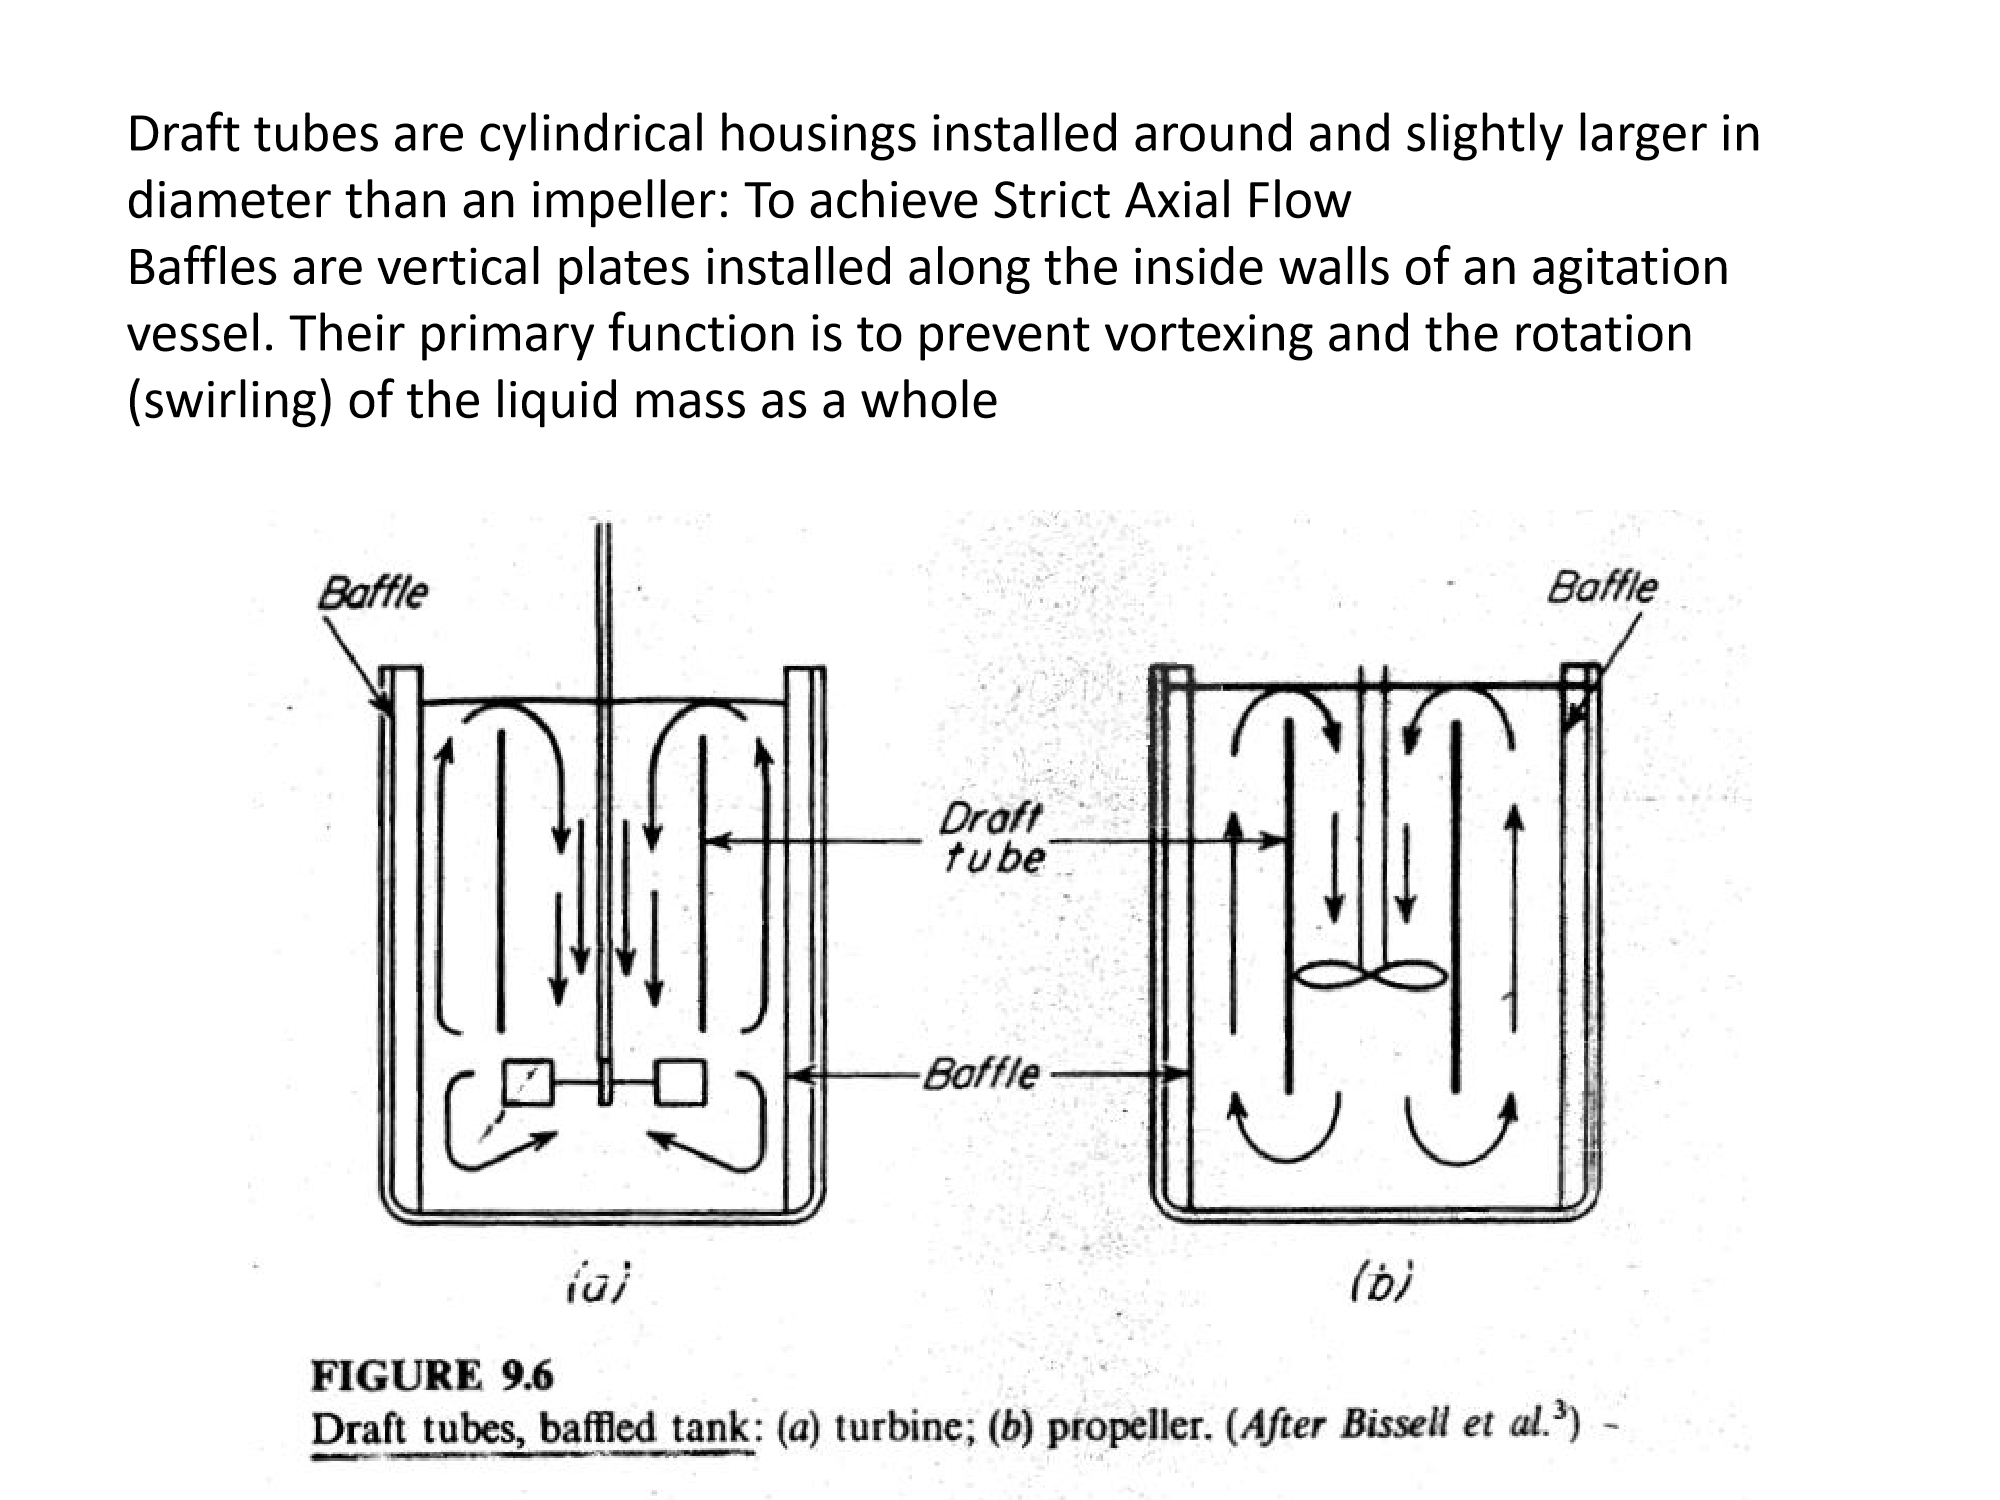 Draft tubes are cylindrical housings installed around and slightly larger in
diameter than an impeller: To achieve Strict Axial Flow
Baffles are vertical plates installed along the inside walls of an agitation
vessel. Their primary function is to prevent vortexing and the rotation
(swirling) of the liquid mass as a whole
Baffle
Baffle
Draft
tube
Baffle
(a)
(b)
FIGURE 9.6
Draft tubes, baffled tank: (a) turbine; (b) propeller. (After Bissell et al.³)